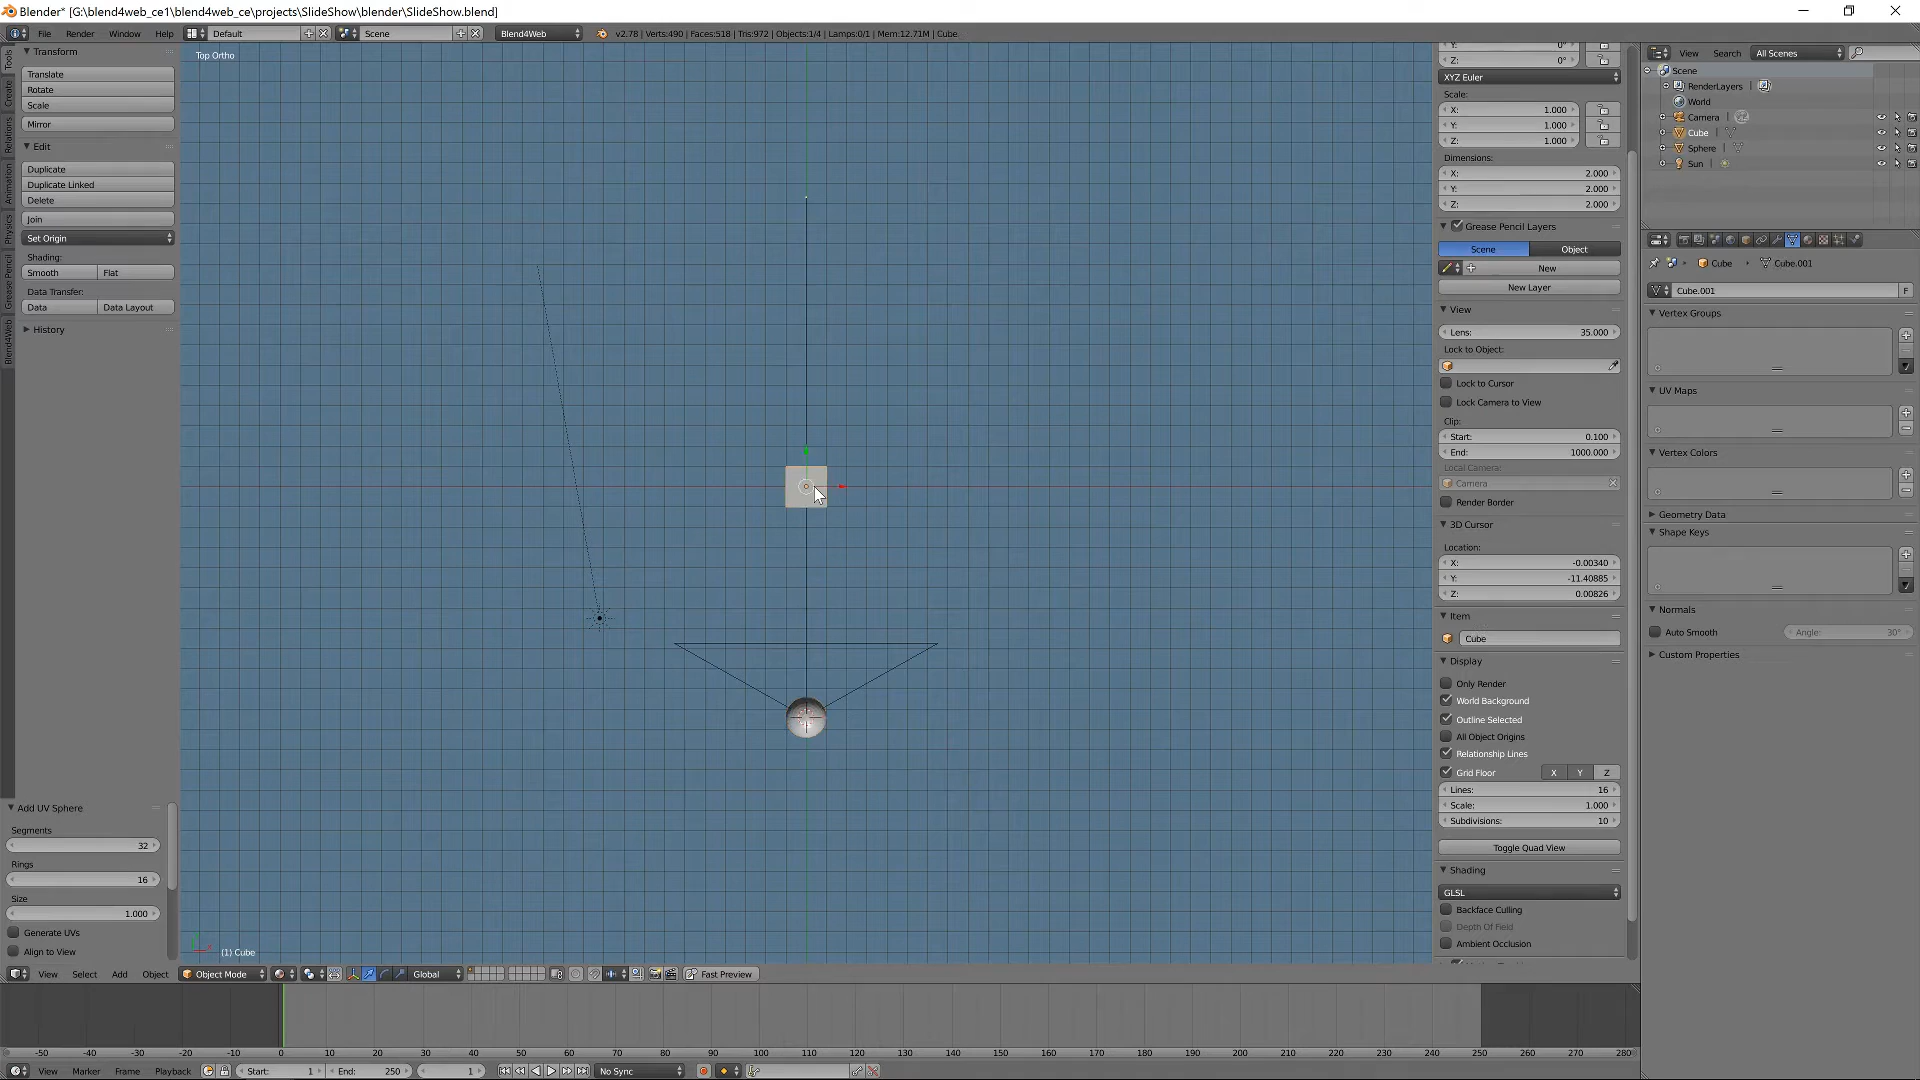 Blender* [G:\blend4web_ce1\blend4web_ce\projects\SlideShow\blender\SlideShow.blend]
File Render Window Help Default Scene Blend4Web v2.78 | Verts:490 | Faces:518 | Tris:972 | Objects:1/4 | Lamps:0/1 | Mem:12.71M | Cube
Tools
Create
Relations
Animation
Physics
Grease Pencil
Blend4Web
Transform
Translate
Rotate
Scale
Mirror
Edit
Duplicate
Duplicate Linked
Delete
Join
Set Origin
Shading:
Smooth Flat
Data Transfer:
Data Data Layout
History
Add UV Sphere
Segments
32
Rings
16
Size
1.000
Generate UVs
Align to View
Top Ortho
(1) Cube
View Select Add Object Object Mode Global Fast Preview
Y: 0°
Z: 0°
XYZ Euler
Scale:
X: 1.000
Y: 1.000
Z: 1.000
Dimensions:
X: 2.000
Y: 2.000
Z: 2.000
Grease Pencil Layers
Scene Object
New
New Layer
View
Lens: 35.000
Lock to Object:
Lock to Cursor
Lock Camera to View
Clip:
Start: 0.100
End: 1000.000
Local Camera:
Camera
Render Border
3D Cursor
Location:
X: -0.00340
Y: -11.40885
Z: 0.00826
Item
Cube
Display
Only Render
World Background
Outline Selected
All Object Origins
Relationship Lines
Grid Floor X Y Z
Lines: 16
Scale: 1.000
Subdivisions: 10
Toggle Quad View
Shading
GLSL
Backface Culling
Depth Of Field
Ambient Occlusion
View Search All Scenes
Scene
RenderLayers
World
Camera
Cube
Sphere
Sun
Cube Cube.001
Cube.001 F
Vertex Groups
UV Maps
Vertex Colors
Geometry Data
Shape Keys
Normals
Auto Smooth Angle: 30°
Custom Properties
-50 -40 -30 -20 -10 0 10 20 30 40 50 60 70 80 90 100 110 120 130 140 150 160 170 180 190 200 210 220 230 240 250 260 270 280
View Marker Frame Playback Start: 1 End: 250 1 No Sync